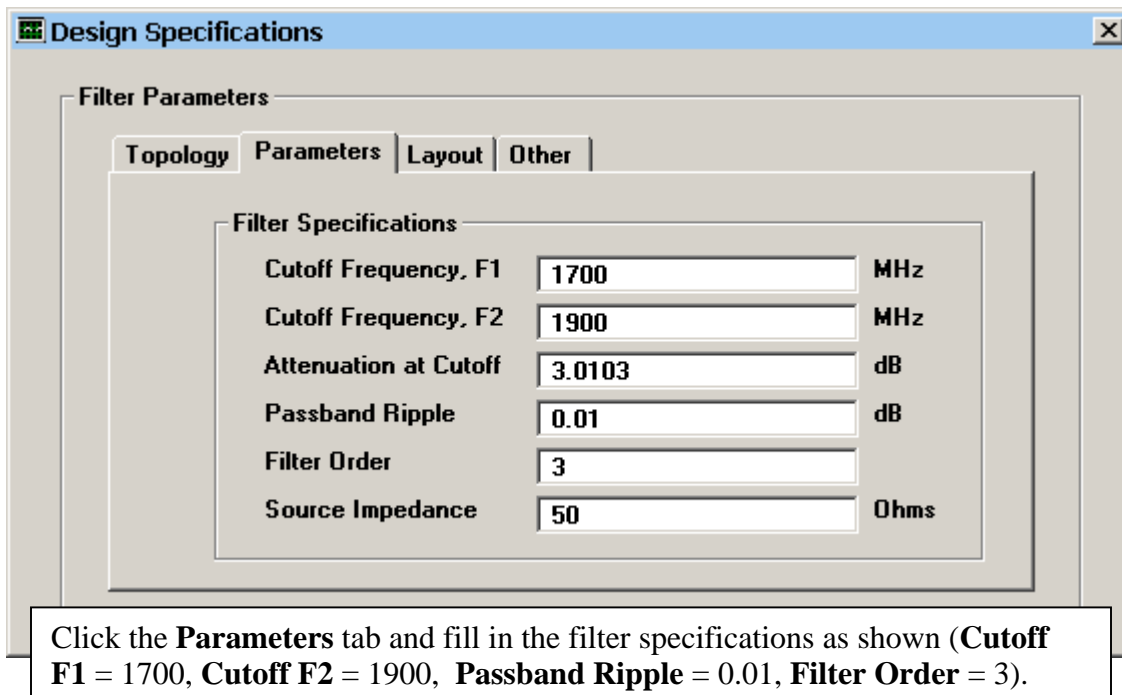 Design Specifications
Filter Parameters
Topology Parameters Layout Other
Filter Specifications
Cutoff Frequency, F1 1700 MHz
Cutoff Frequency, F2 1900 MHz
Attenuation at Cutoff 3.0103 dB
Passband Ripple 0.01 dB
Filter Order 3
Source Impedance 50 Ohms
Click the Parameters tab and fill in the filter specifications as shown (Cutoff
F1 = 1700, Cutoff F2 = 1900, Passband Ripple = 0.01, Filter Order = 3).